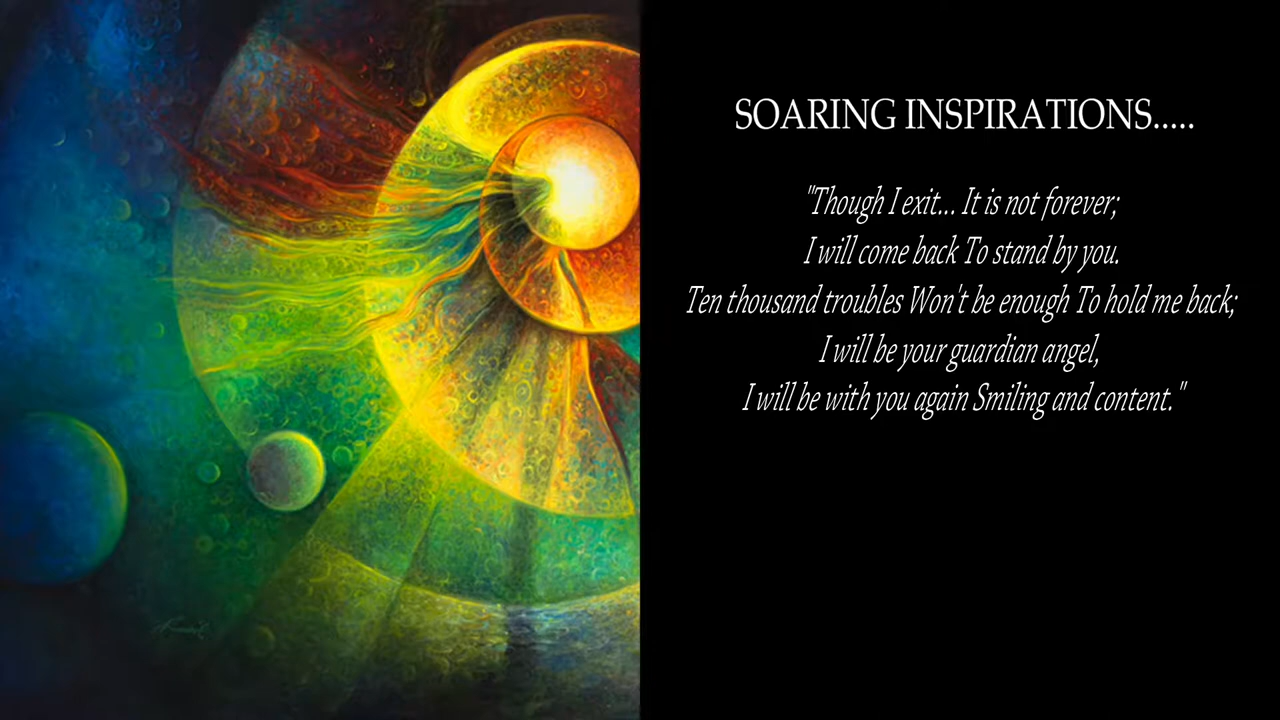 SOARING INSPIRATIONS.....
"Though I exit... It is not forever;
I will come back To stand by you.
Ten thousand troubles Won't be enough To hold me back;
I will be your guardian angel,
I will be with you again Smiling and content."